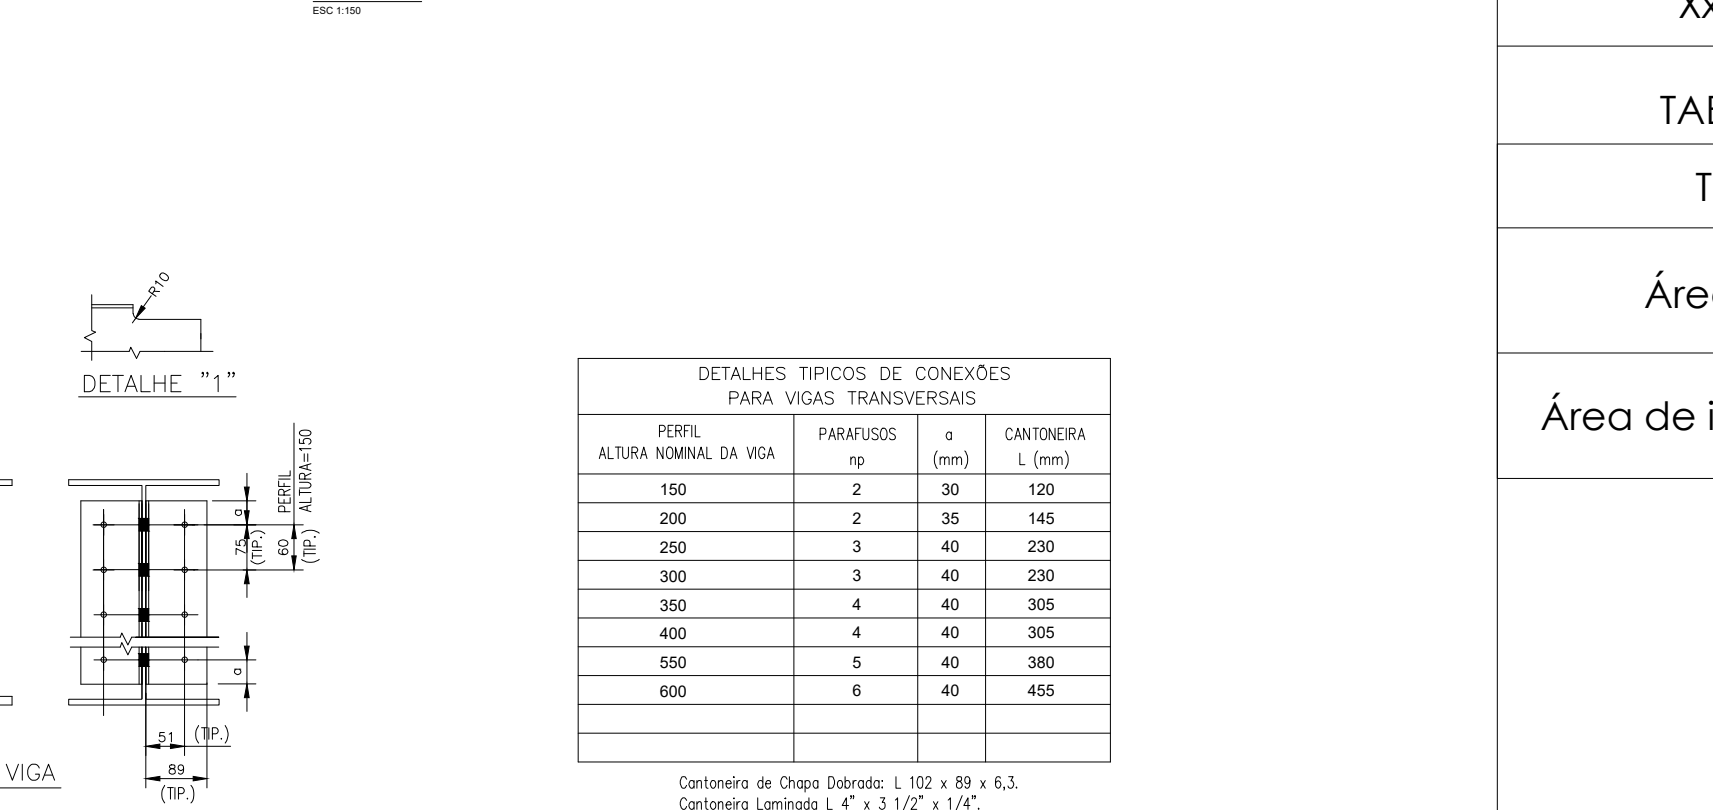 ESC 1:150
R10
DETALHE "1"
PERFIL
ALTURA=150
a
75
(TIP.)
60
(TIP.)
a
51 (TIP.)
89
(TIP.)
VIGA
DETALHES TIPICOS DE CONEXÕES
PARA VIGAS TRANSVERSAIS
PERFIL
ALTURA NOMINAL DA VIGA
PARAFUSOS
np
a
(mm)
CANTONEIRA
L (mm)
150 2 30 120
200 2 35 145
250 3 40 230
300 3 40 230
350 4 40 305
400 4 40 305
550 5 40 380
600 6 40 455
Cantoneira de Chapa Dobrada: L 102 x 89 x 6,3.
Cantoneira Laminada L 4" x 3 1/2" x 1/4".
Área de